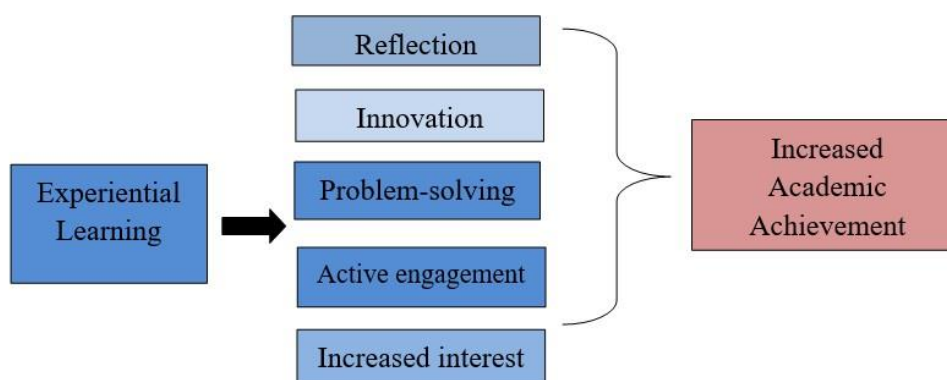 Experiential
Learning
Reflection
Innovation
Problem-solving
Active engagement
Increased interest
Increased
Academic
Achievement